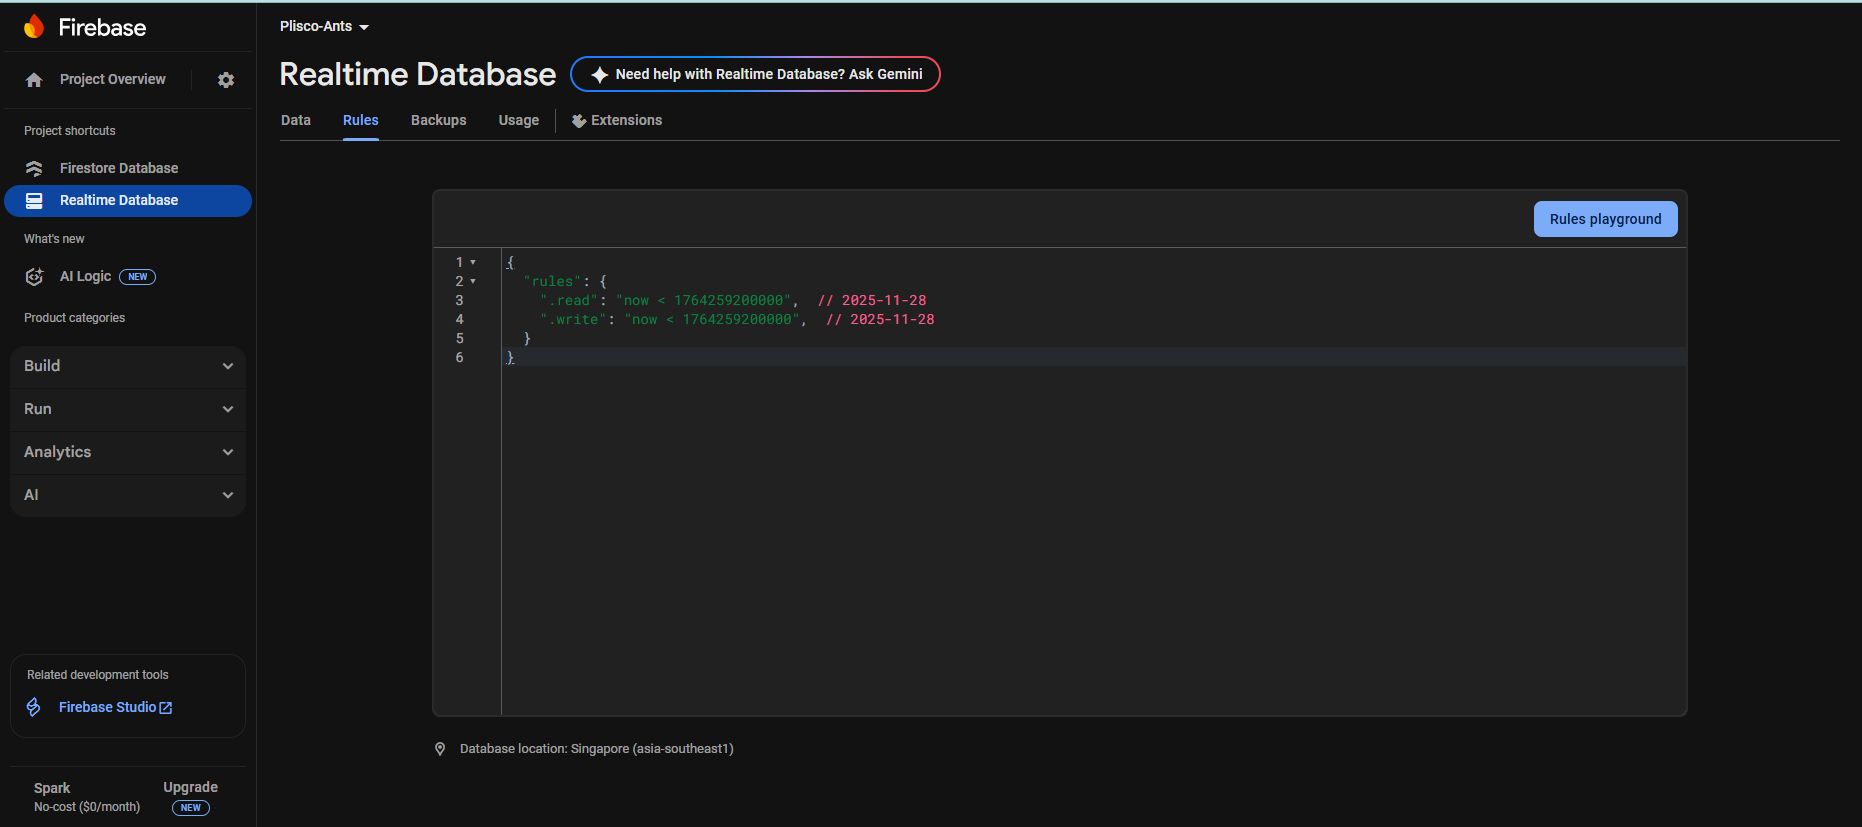 Firebase
Project Overview
Project shortcuts
Firestore Database
Realtime Database
What's new
AI Logic NEW
Product categories
Build
Run
Analytics
AI
Related development tools
Firebase Studio
Spark
No-cost ($0/month)
Upgrade
NEW
Plisco-Ants
Realtime Database
Need help with Realtime Database? Ask Gemini
Data Rules Backups Usage Extensions
Rules playground
1 {
2 "rules": {
3 ".read": "now < 1764259200000", // 2025-11-28
4 ".write": "now < 1764259200000", // 2025-11-28
5 }
6 }
Database location: Singapore (asia-southeast1)